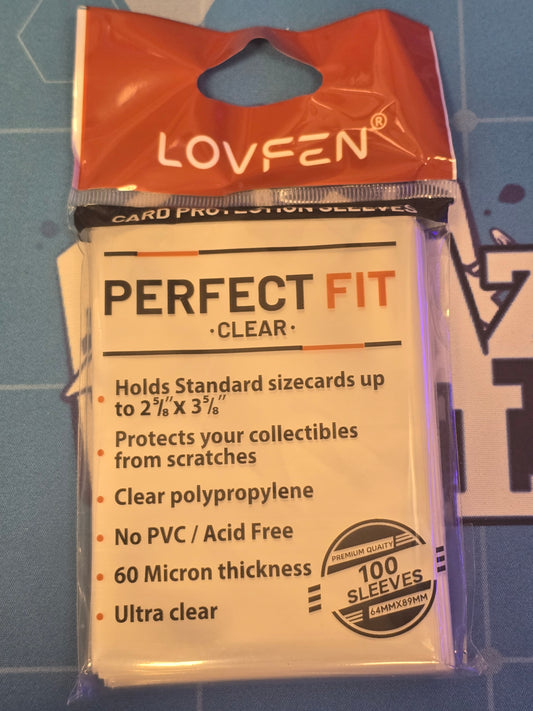 LOVFEN®
CARD PROTECTION SLEEVES
PERFECT FIT
·CLEAR·
• Holds Standard sizecards up
to 2⅝"x 3⅝"
• Protects your collectibles
from scratches
• Clear polypropylene
• No PVC / Acid Free
• 60 Micron thickness
• Ultra clear
PREMIUM QUAITY
100
SLEEVES
64MMX89MM